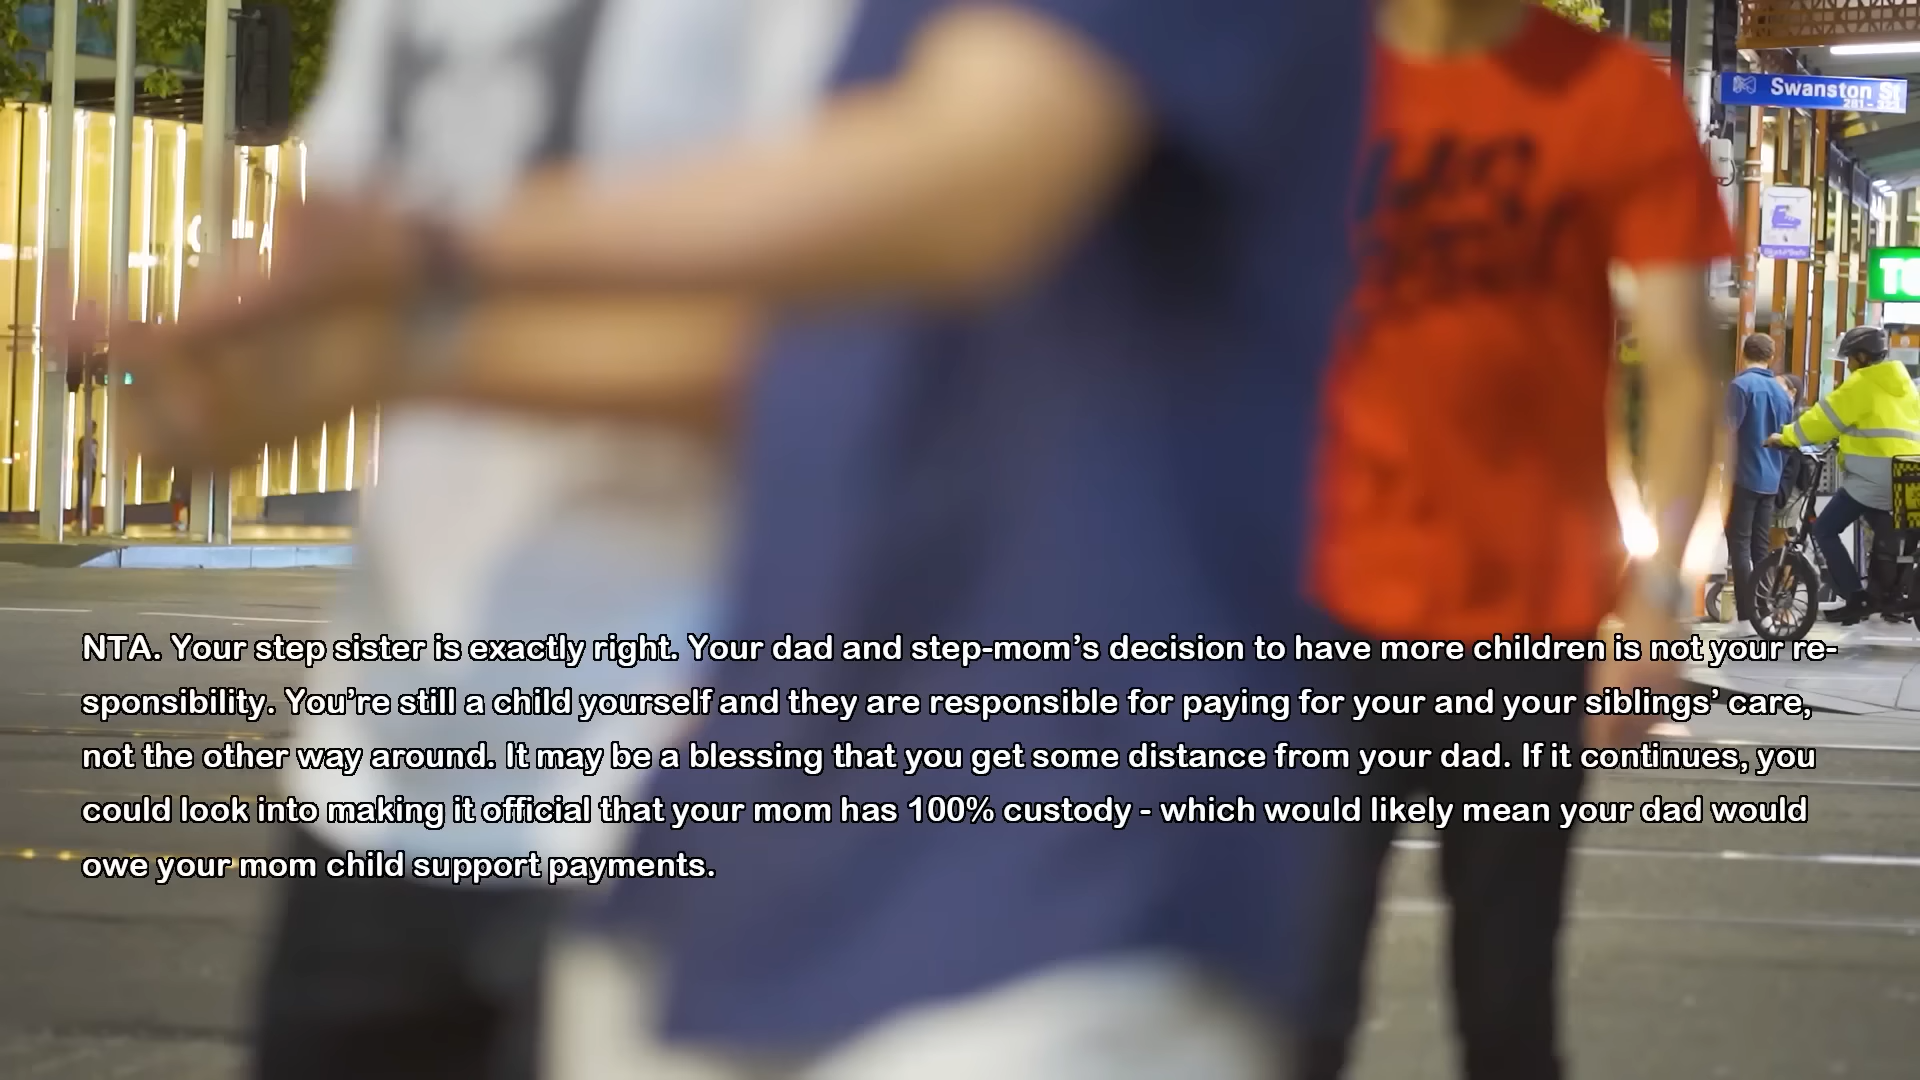 Swanston St
281 - 323
NTA. Your step sister is exactly right. Your dad and step-mom’s decision to have more children is not your re-
sponsibility. You’re still a child yourself and they are responsible for paying for your and your siblings’ care,
not the other way around. It may be a blessing that you get some distance from your dad. If it continues, you
could look into making it official that your mom has 100% custody - which would likely mean your dad would
owe your mom child support payments.